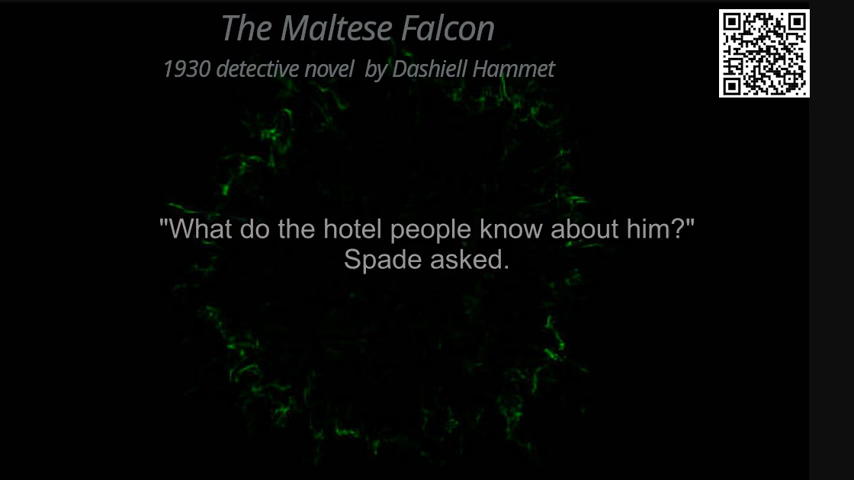 The Maltese Falcon
1930 detective novel by Dashiell Hammet
"What do the hotel people know about him?"
Spade asked.